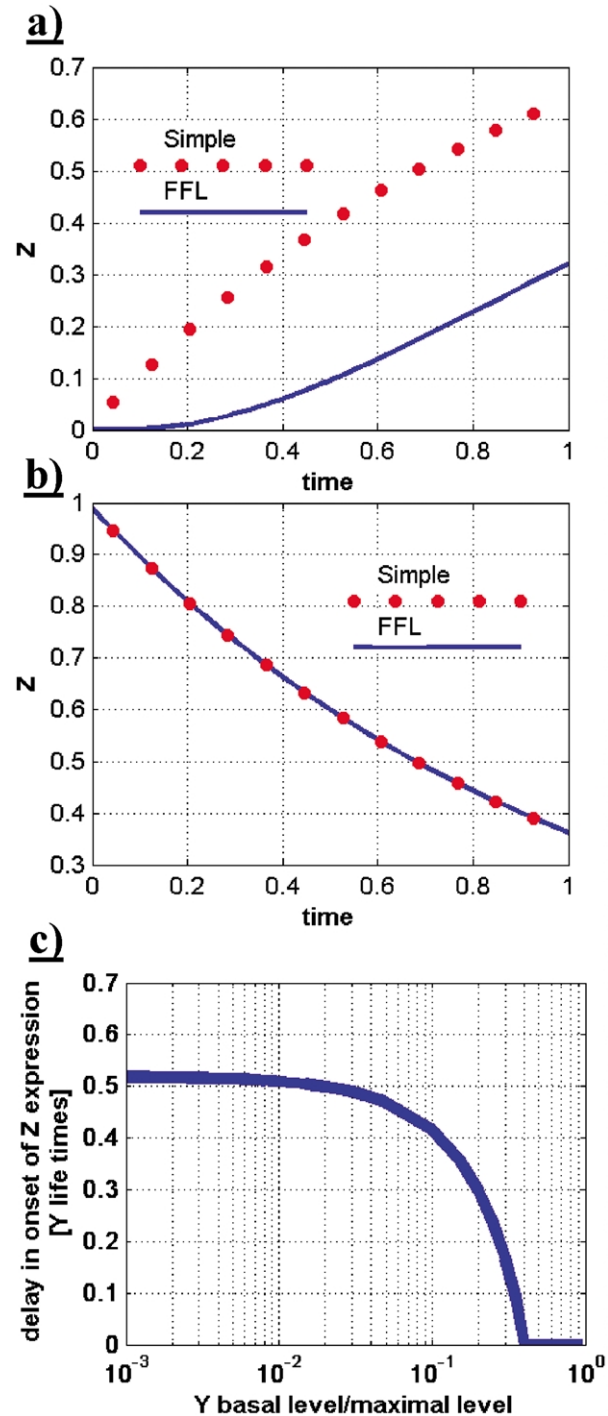 a)
0.7
0.6
0.5
0.4
0.3
0.2
0.1
0
Z
Simple
FFL
0 0.2 0.4 0.6 0.8 1
time
b)
1
0.9
0.8
0.7
0.6
0.5
0.4
0.3
Z
Simple
FFL
0 0.2 0.4 0.6 0.8 1
time
c)
0.7
0.6
0.5
0.4
0.3
0.2
0.1
0
delay in onset of Z expression
[Y life times]
10⁻³ 10⁻² 10⁻¹ 10⁰
Y basal level/maximal level